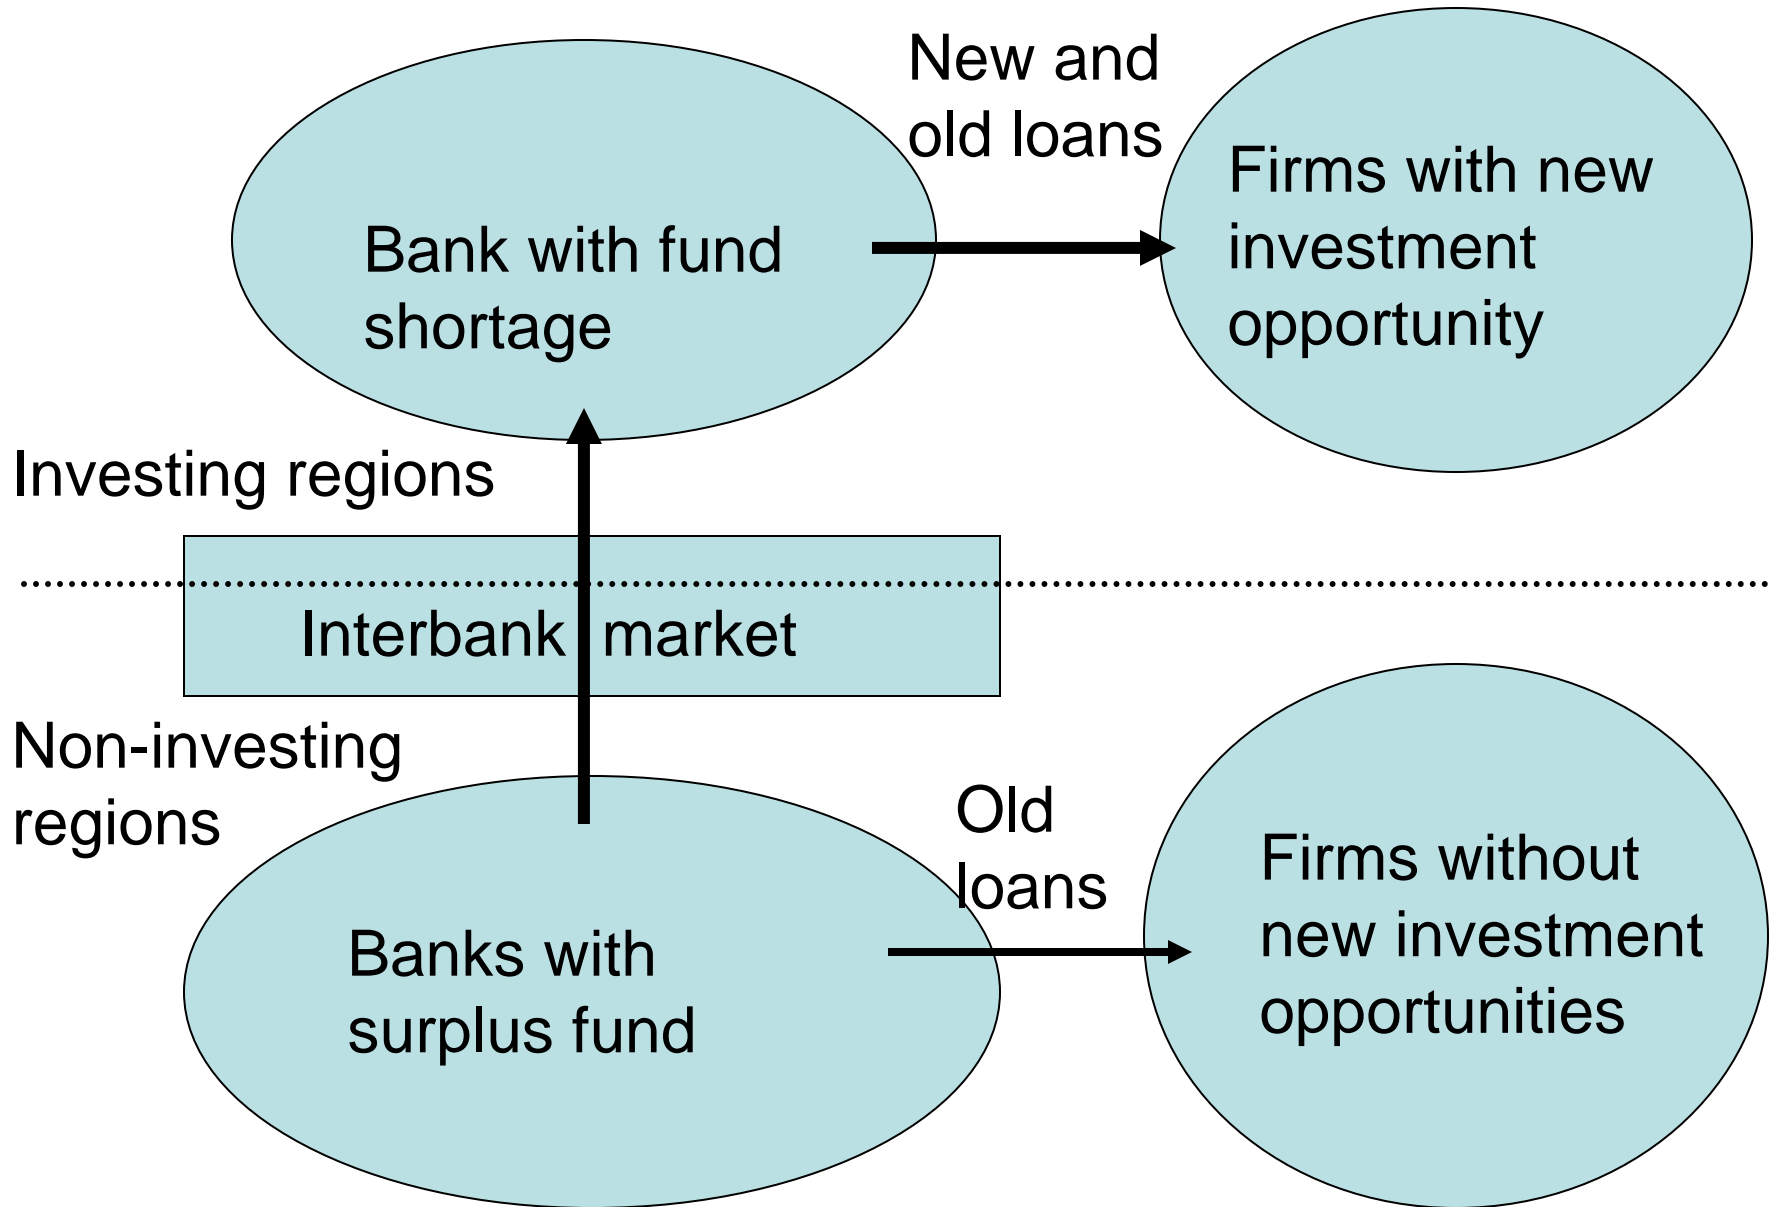 New and
old loans
Bank with fund
shortage
Firms with new
investment
opportunity
Investing regions
Interbank market
Non-investing
regions
Old
loans
Banks with
surplus fund
Firms without
new investment
opportunities